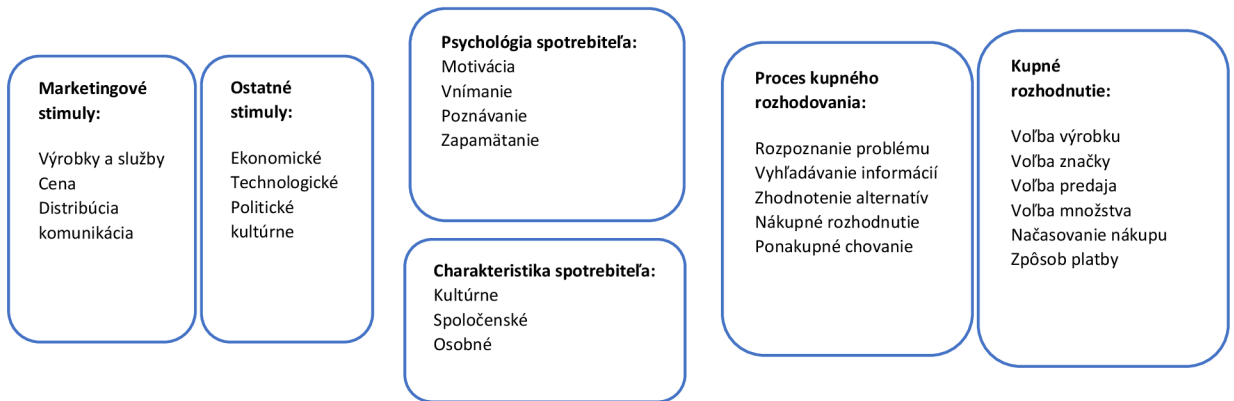 Marketingové
stimuly:
Výrobky a služby
Cena
Distribúcia
komunikácia
Ostatné
stimuly:
Ekonomické
Technologické
Politické
kultúrne
Psychológia spotrebiteľa:
Motivácia
Vnímanie
Poznávanie
Zapamätanie
Charakteristika spotrebiteľa:
Kultúrne
Spoločenské
Osobné
Proces kupného
rozhodovania:
Rozpoznanie problému
Vyhľadávanie informácií
Zhodnotenie alternatív
Nákupné rozhodnutie
Ponakupné chovanie
Kupné
rozhodnutie:
Voľba výrobku
Voľba značky
Voľba predaja
Voľba množstva
Načasovanie nákupu
Zpôsob platby